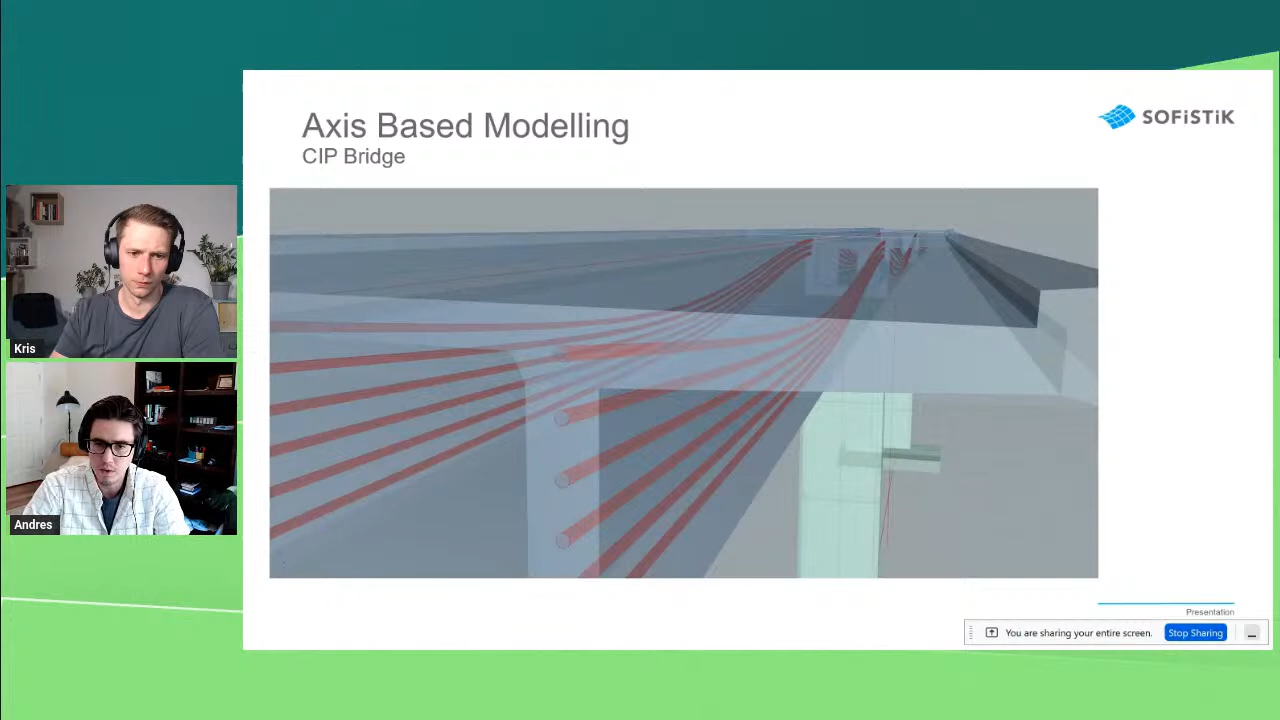 Axis Based Modelling
CIP Bridge
SOFiSTiK
Kris
Andres
Presentation
You are sharing your entire screen.
Stop Sharing